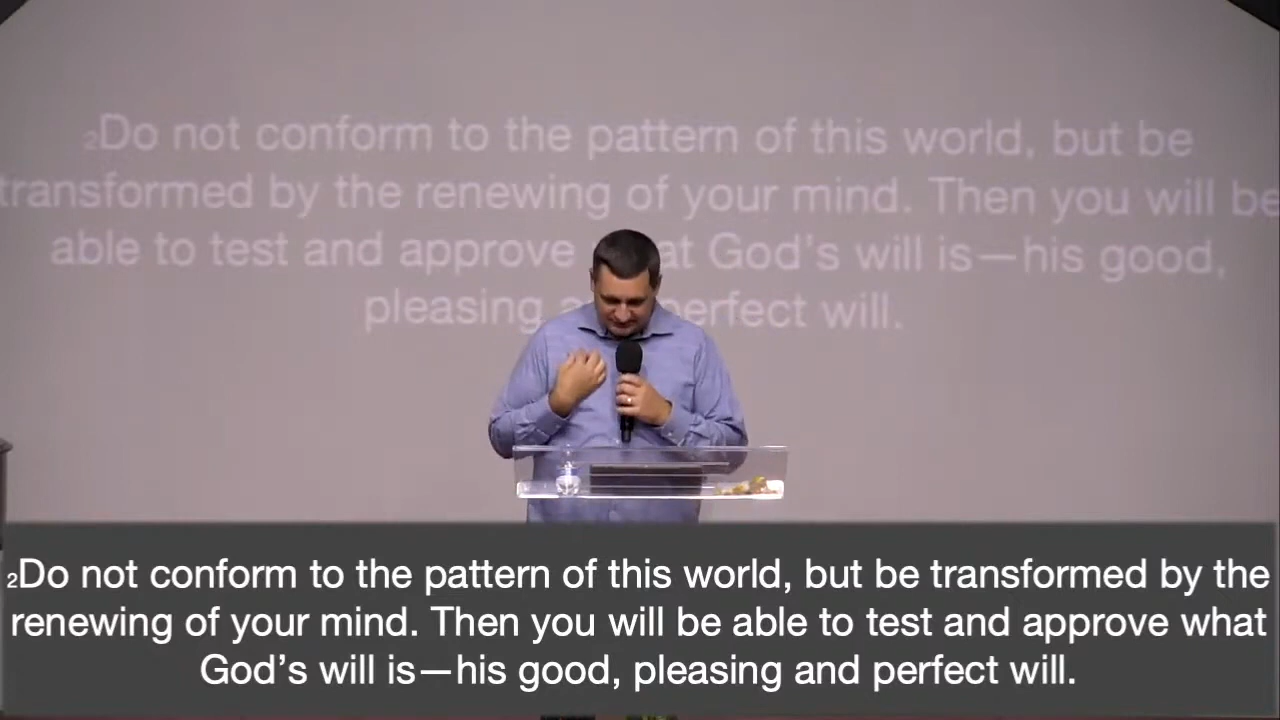 2Do not conform to the pattern of this world, but be
transformed by the renewing of your mind. Then you will be
able to test and approve at God's will is—his good,
pleasing a perfect will.
2Do not conform to the pattern of this world, but be transformed by the
renewing of your mind. Then you will be able to test and approve what
God's will is—his good, pleasing and perfect will.